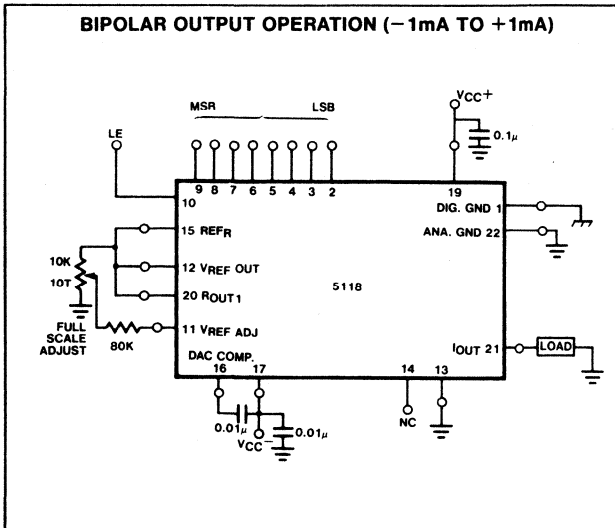 BIPOLAR OUTPUT OPERATION (−1mA TO +1mA)
VCC+
MSR LSB
LE
0.1μ
9 8 7 6 5 4 3 2
19
10
DIG. GND 1
15 REFR
ANA. GND 22
10K
10T
12 VREF OUT
20 ROUT 1
5118
FULL
SCALE
ADJUST
80K
11 VREF ADJ
DAC COMP.
IOUT 21
LOAD
16 17 14 13
0.01μ
0.01μ
VCC−
NC